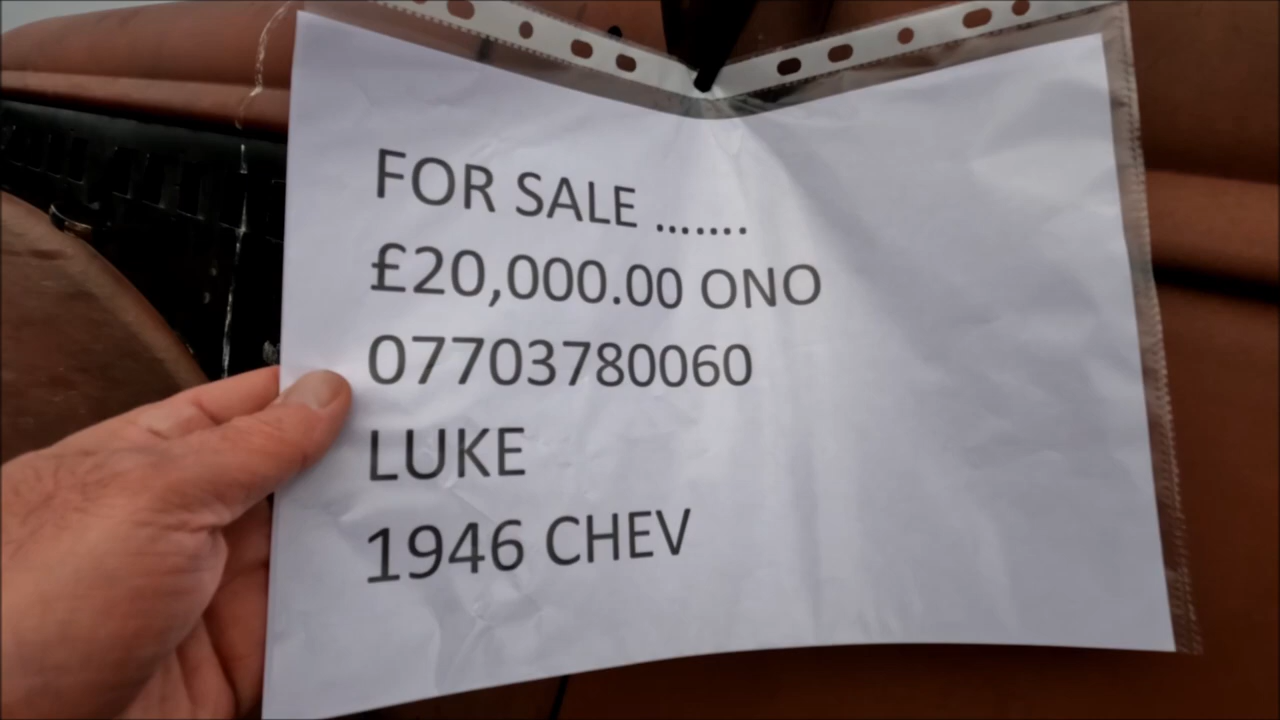 FOR SALE .......
£20,000.00 ONO
07703780060
LUKE
1946 CHEV